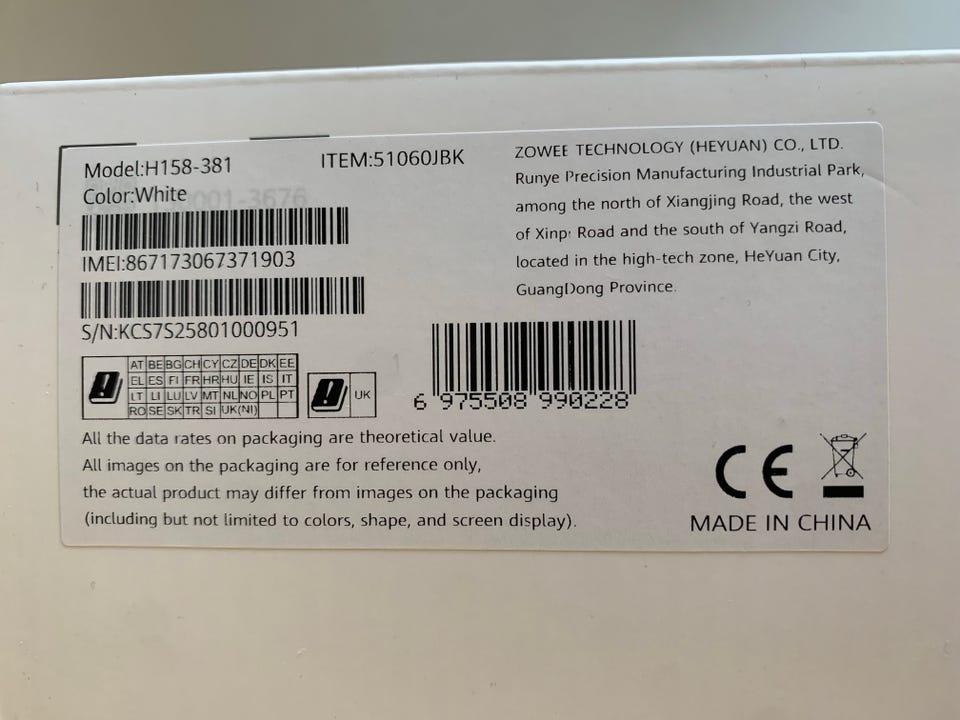 Model:H158-381
ITEM:51060JBK
Color:White
001-3676
IMEI:867173067371903
S/N:KCS7S25801000951
ZOWEE TECHNOLOGY (HEYUAN) CO., LTD.
Runye Precision Manufacturing Industrial Park,
among the north of Xiangjing Road, the west
of Xinpi Road and the south of Yangzi Road,
located in the high-tech zone, HeYuan City,
GuangDong Province.
AT BE BG CH CY CZ DE DK EE
EL ES FI FR HR HU IE IS IT
LT LI LU LV MT NL NO PL PT
RO SE SK TR SI UK(NI)
UK
6 975508 990228
All the data rates on packaging are theoretical value.
All images on the packaging are for reference only,
the actual product may differ from images on the packaging
(including but not limited to colors, shape, and screen display).
CE
MADE IN CHINA